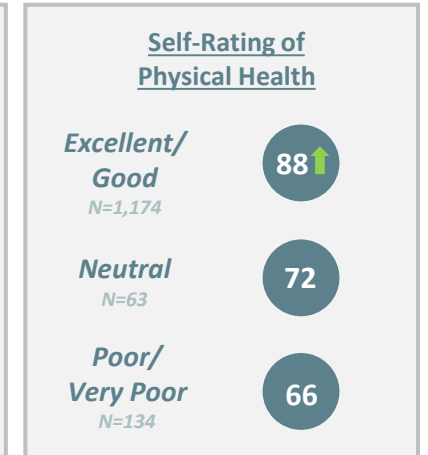 Self-Rating of
Physical Health
Excellent/
Good
N=1,174
88
Neutral
N=63
72
Poor/
Very Poor
N=134
66